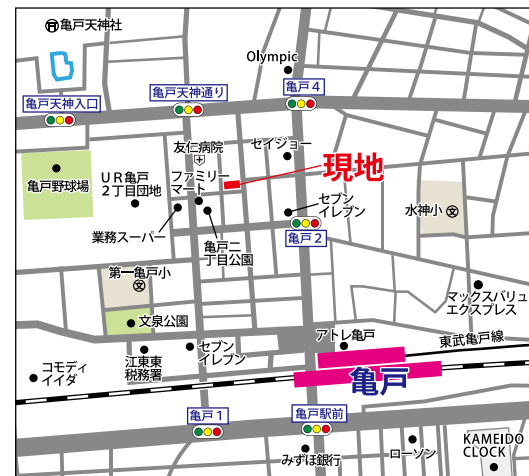 亀戸天神社
Olympic
亀戸天神入口
亀戸天神通り
亀戸4
友仁病院
セイジョー
現地
亀戸野球場
UR亀戸
2丁目団地
ファミリー
マート
業務スーパー
亀戸二
丁目公園
セブン
イレブン
亀戸2
水神小
第一亀戸小
文泉公園
マックスバリュ
エクスプレス
アトレ亀戸
東武亀戸線
コモディ
イイダ
江東東
税務署
セブン
イレブン
亀戸
亀戸1
亀戸駅前
みずほ銀行
ローソン
KAMEIDO
CLOCK